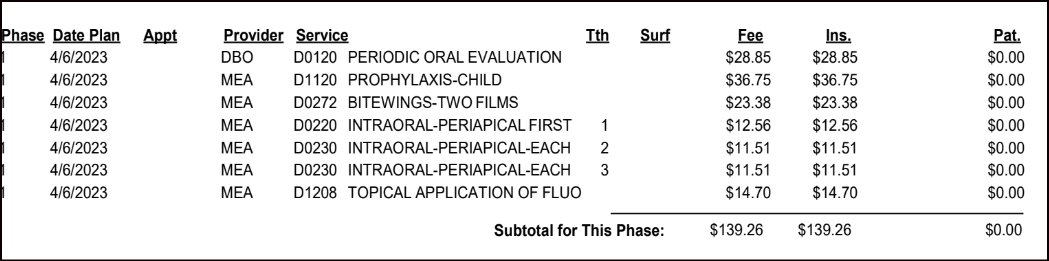 Phase Date Plan Appt Provider Service Tth Surf Fee Ins. Pat.
1 4/6/2023 DBO D0120 PERIODIC ORAL EVALUATION $28.85 $28.85 $0.00
1 4/6/2023 MEA D1120 PROPHYLAXIS-CHILD $36.75 $36.75 $0.00
1 4/6/2023 MEA D0272 BITEWINGS-TWO FILMS $23.38 $23.38 $0.00
1 4/6/2023 MEA D0220 INTRAORAL-PERIAPICAL FIRST 1 $12.56 $12.56 $0.00
1 4/6/2023 MEA D0230 INTRAORAL-PERIAPICAL-EACH 2 $11.51 $11.51 $0.00
1 4/6/2023 MEA D0230 INTRAORAL-PERIAPICAL-EACH 3 $11.51 $11.51 $0.00
1 4/6/2023 MEA D1208 TOPICAL APPLICATION OF FLUO $14.70 $14.70 $0.00
Subtotal for This Phase: $139.26 $139.26 $0.00